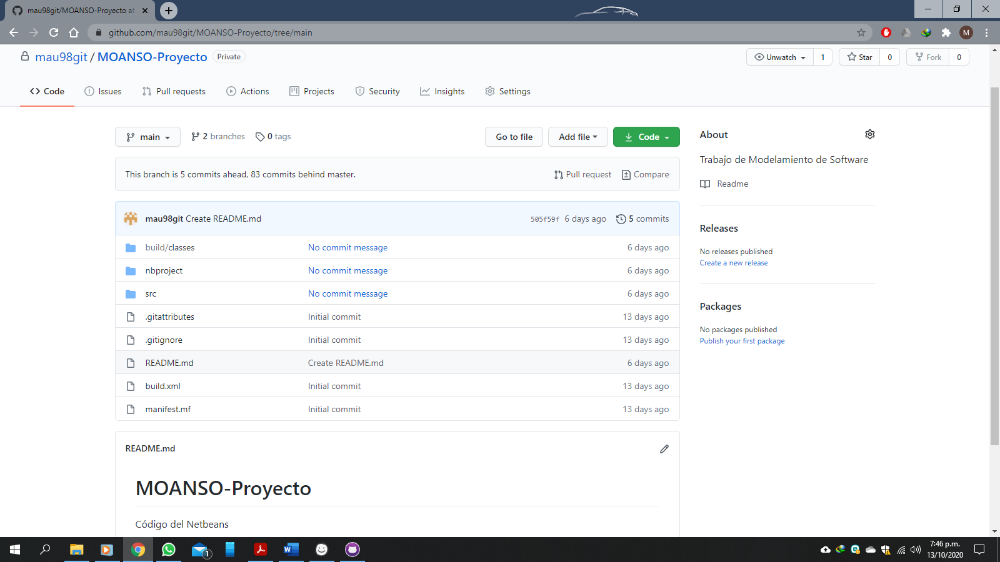 mau98git/MOANSO-Proyecto at
github.com/mau98git/MOANSO-Proyecto/tree/main
M
mau98git / MOANSO-Proyecto Private
Unwatch 1 Star 0 Fork 0
Code Issues Pull requests Actions Projects Security Insights Settings
main 2 branches 0 tags Go to file Add file Code
This branch is 5 commits ahead, 83 commits behind master. Pull request Compare
mau98git Create README.md 505f59f 6 days ago 5 commits
build/classes No commit message 6 days ago
nbproject No commit message 6 days ago
src No commit message 6 days ago
.gitattributes Initial commit 13 days ago
.gitignore Initial commit 13 days ago
README.md Create README.md 6 days ago
build.xml Initial commit 13 days ago
manifest.mf Initial commit 13 days ago
README.md
MOANSO-Proyecto
Código del Netbeans
About
Trabajo de Modelamiento de Software
Readme
Releases
No releases published
Create a new release
Packages
No packages published
Publish your first package
1
7:46 p.m.
13/10/2020